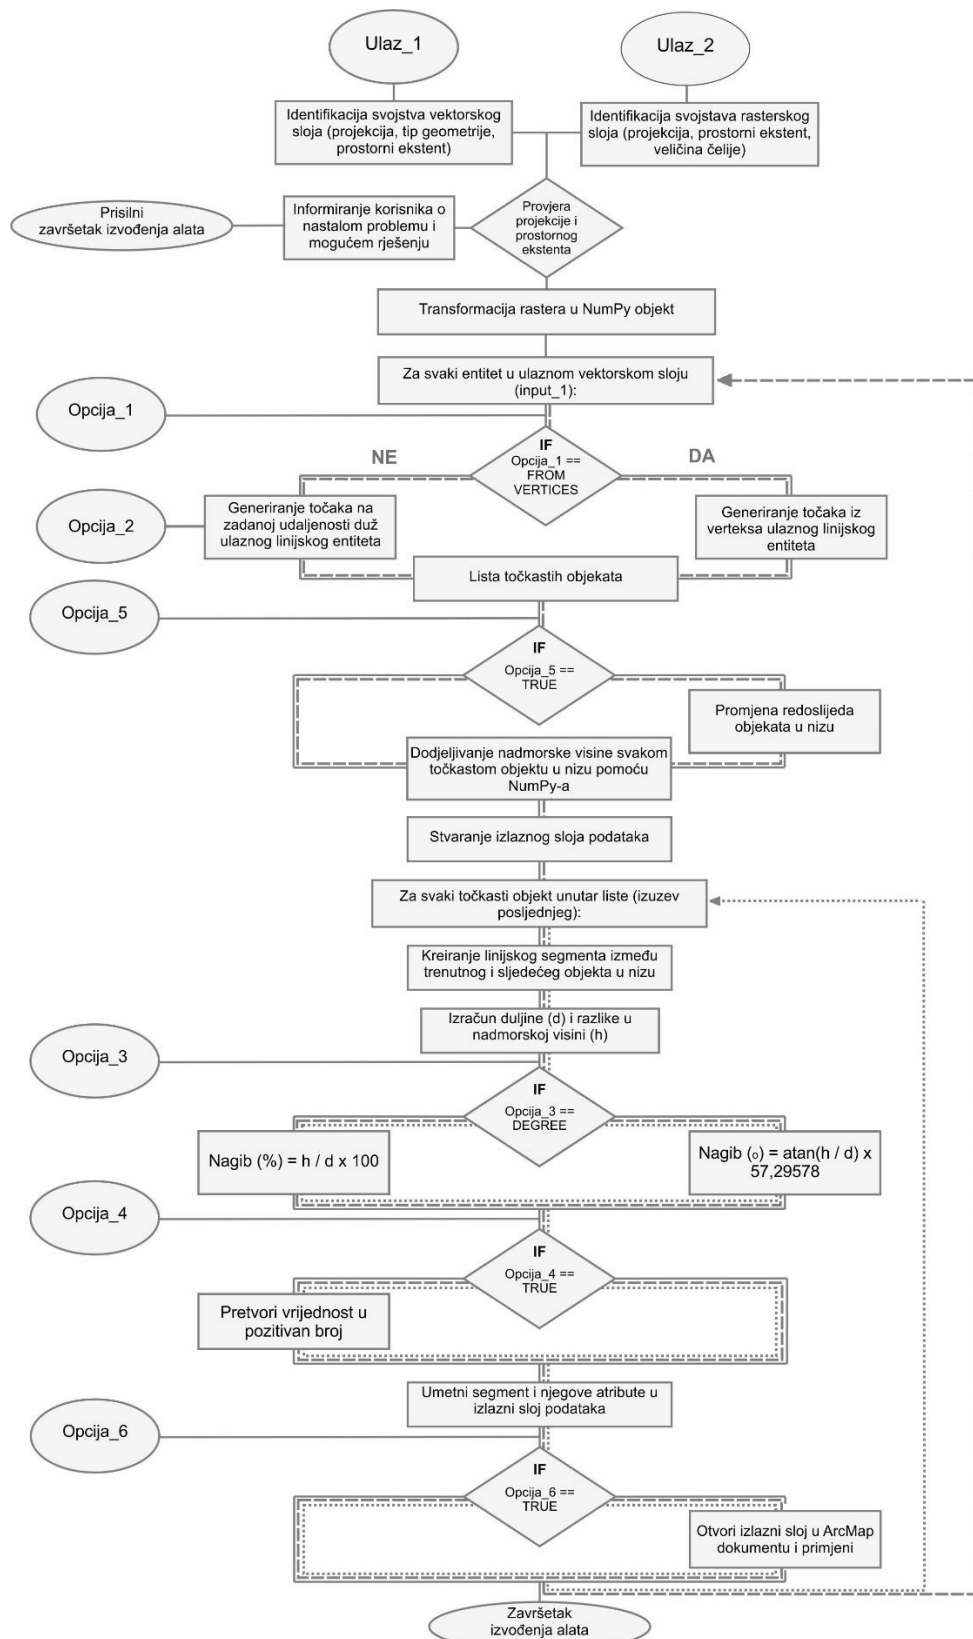 Ulaz_1
Ulaz_2
Identifikacija svojstva vektorskog
sloja (projekcija, tip geometrije,
prostorni ekstent)
Identifikacija svojstava rasterskog
sloja (projekcija, prostorni ekstent,
veličina čelije)
Prisilni
završetak izvođenja alata
Informiranje korisnika o
nastalom problemu i
mogućem rješenju
Provjera
projekcije i
prostornog
ekstenta
Transformacija rastera u NumPy objekt
Za svaki entitet u ulaznom vektorskom sloju
(input_1):
Opcija_1
IF
Opcija_1 ==
FROM
VERTICES
NE
DA
Opcija_2
Generiranje točaka na
zadanoj udaljenosti duž
ulaznog linijskog entiteta
Generiranje točaka iz
verteksa ulaznog linijskog
entiteta
Lista točkastih objekata
Opcija_5
IF
Opcija_5 ==
TRUE
Promjena redoslijeda
objekata u nizu
Dodjeljivanje nadmorske visine svakom
točkastom objektu u nizu pomoću
NumPy-a
Stvaranje izlaznog sloja podataka
Za svaki točkasti objekt unutar liste (izuzev
posljednjeg):
Kreiranje linijskog segmenta između
trenutnog i sljedećeg objekta u nizu
Izračun duljine (d) i razlike u
nadmorskoj visini (h)
Opcija_3
IF
Opcija_3 ==
DEGREE
Nagib (%) = h / d x 100
Nagib (o) = atan(h / d) x
57,29578
Opcija_4
IF
Opcija_4 ==
TRUE
Pretvori vrijednost u
pozitivan broj
Umetni segment i njegove atribute u
izlazni sloj podataka
Opcija_6
IF
Opcija_6 ==
TRUE
Otvori izlazni sloj u ArcMap
dokumentu i primjeni
Završetak
izvođenja alata